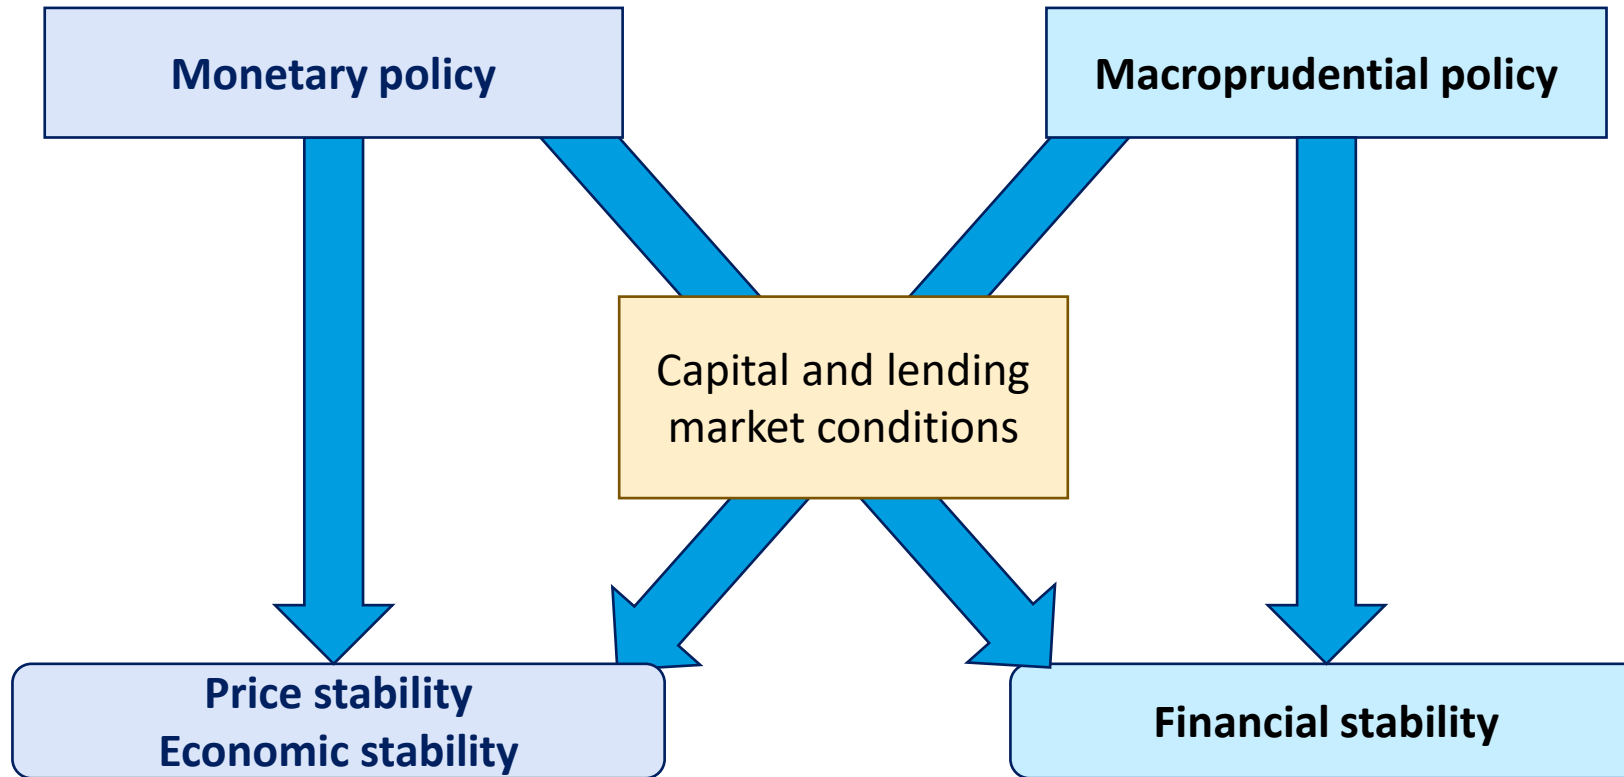 Monetary policy
Macroprudential policy
Capital and lending
market conditions
Price stability
Economic stability
Financial stability